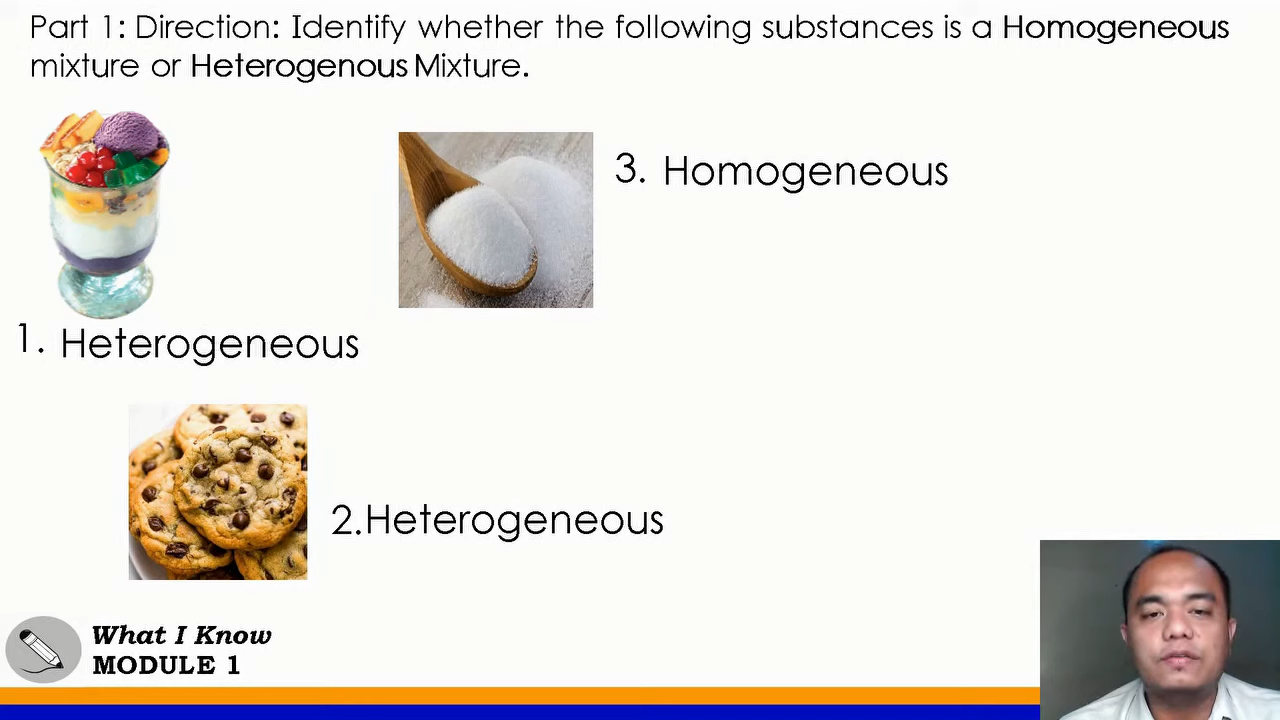 Part 1: Direction: Identify whether the following substances is a Homogeneous
mixture or Heterogenous Mixture.
3. Homogeneous
1. Heterogeneous
2.Heterogeneous
What I Know
MODULE 1